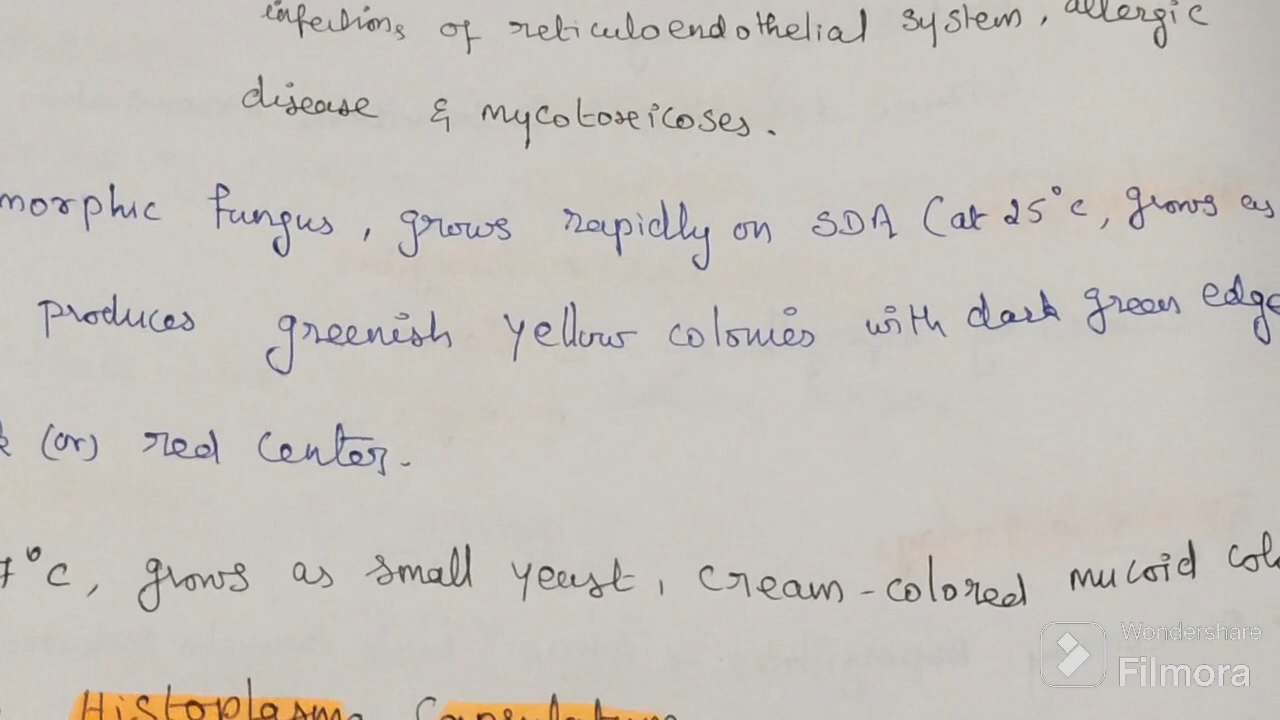 infections of reticuloendothelial system, allergic
disease & mycotoxicoses.
morphic fungus, grows rapidly on SDA (at 25°c, grows as
produces greenish yellow colonies with dark green edge
(or) red center.
7°c, grows as small yeast, cream-colored mucoid col
Histoplasma Capsulatum
Wondershare
Filmora